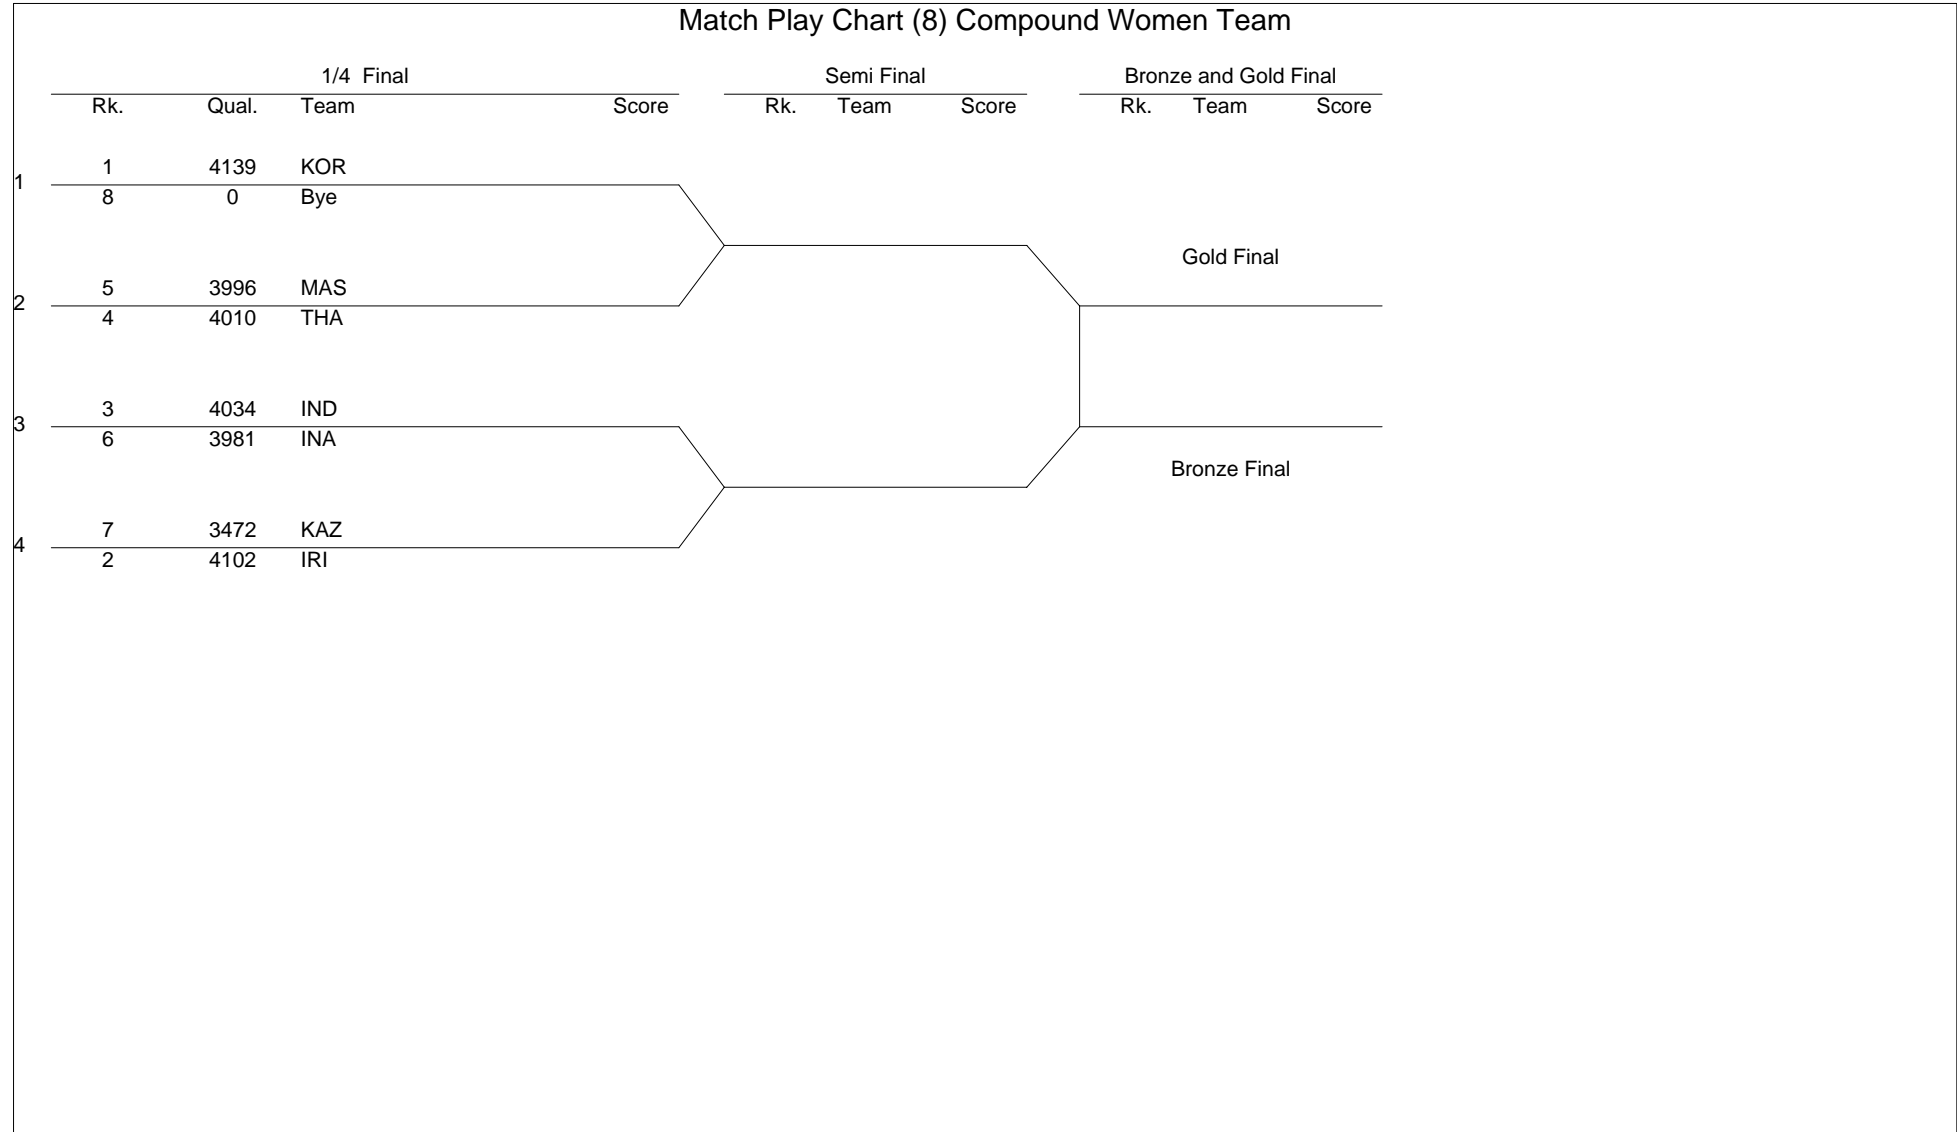 Match Play Chart (8) Compound Women Team
1/4 Final Semi Final Bronze and Gold Final
Rk. Qual. Team Score Rk. Team Score Rk. Team Score
1 4139 KOR
1
8 0 Bye
Gold Final
5 3996 MAS
2
4 4010 THA
3 4034 IND
3
6 3981 INA
Bronze Final
7 3472 KAZ
4
2 4102 IRI